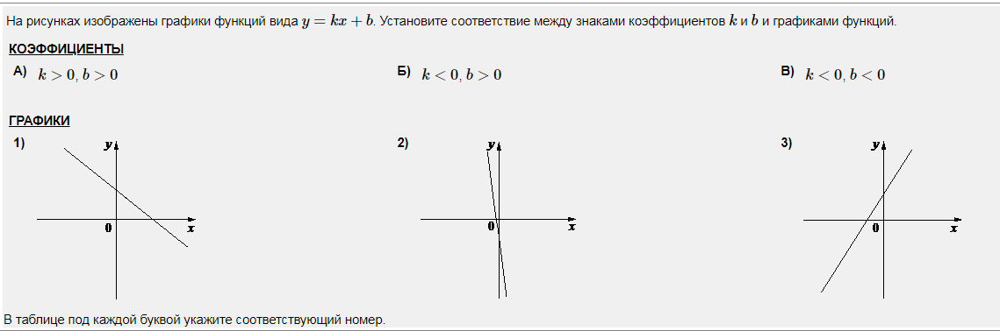 На рисунках изображены графики функций вида y = kx + b. Установите соответствие между знаками коэффициентов k и b и графиками функций.
КОЭФФИЦИЕНТЫ
А) k > 0, b > 0 Б) k < 0, b > 0 В) k < 0, b < 0
ГРАФИКИ
1) y 2) y 3) y
0 x 0 x 0 x
В таблице под каждой буквой укажите соответствующий номер.